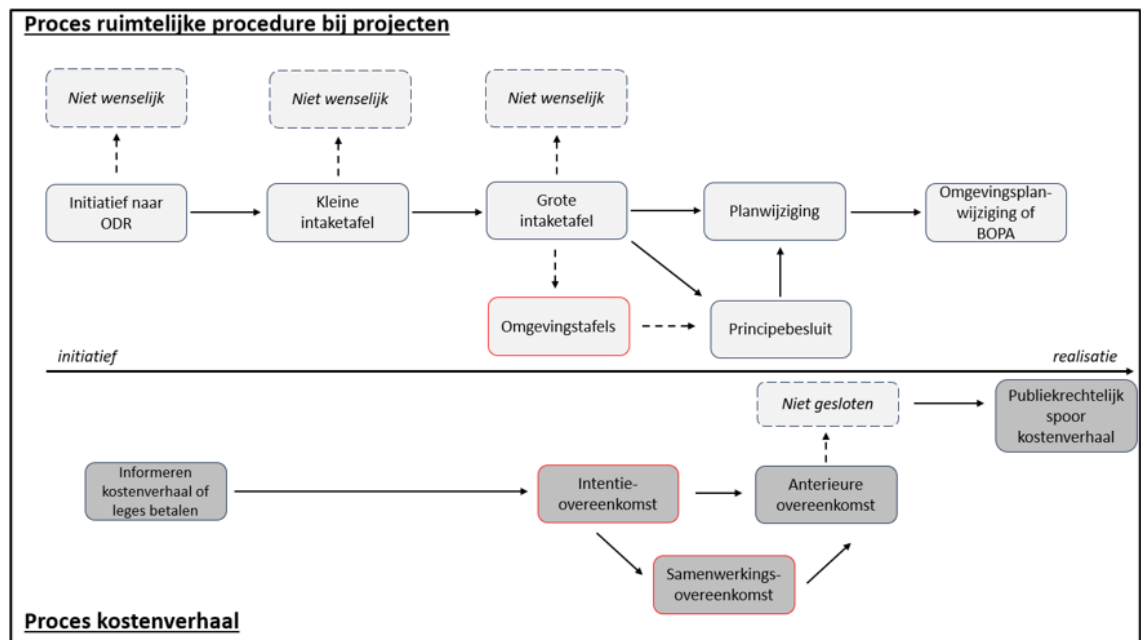 Proces ruimtelijke procedure bij projecten
Niet wenselijk
Niet wenselijk
Niet wenselijk
Initiatief naar
ODR
Kleine
intaketafel
Grote
intaketafel
Planwijziging
Omgevingsplan-
wijziging of
BOPA
Omgevingstafels
Principebesluit
initiatief
realisatie
Niet gesloten
Publiekrechtelijk
spoor
kostenverhaal
Informeren
kostenverhaal of
leges betalen
Intentie-
overeenkomst
Anterieure
overeenkomst
Samenwerkings-
overeenkomst
Proces kostenverhaal